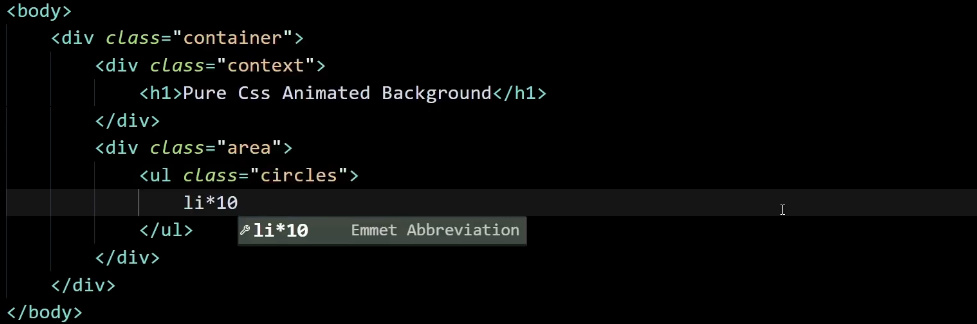 <body>
<div class="container">
<div class="context">
<h1>Pure Css Animated Background</h1>
</div>
<div class="area">
<ul class="circles">
li*10
</ul> li*10 Emmet Abbreviation
</div>
</div>
</body>